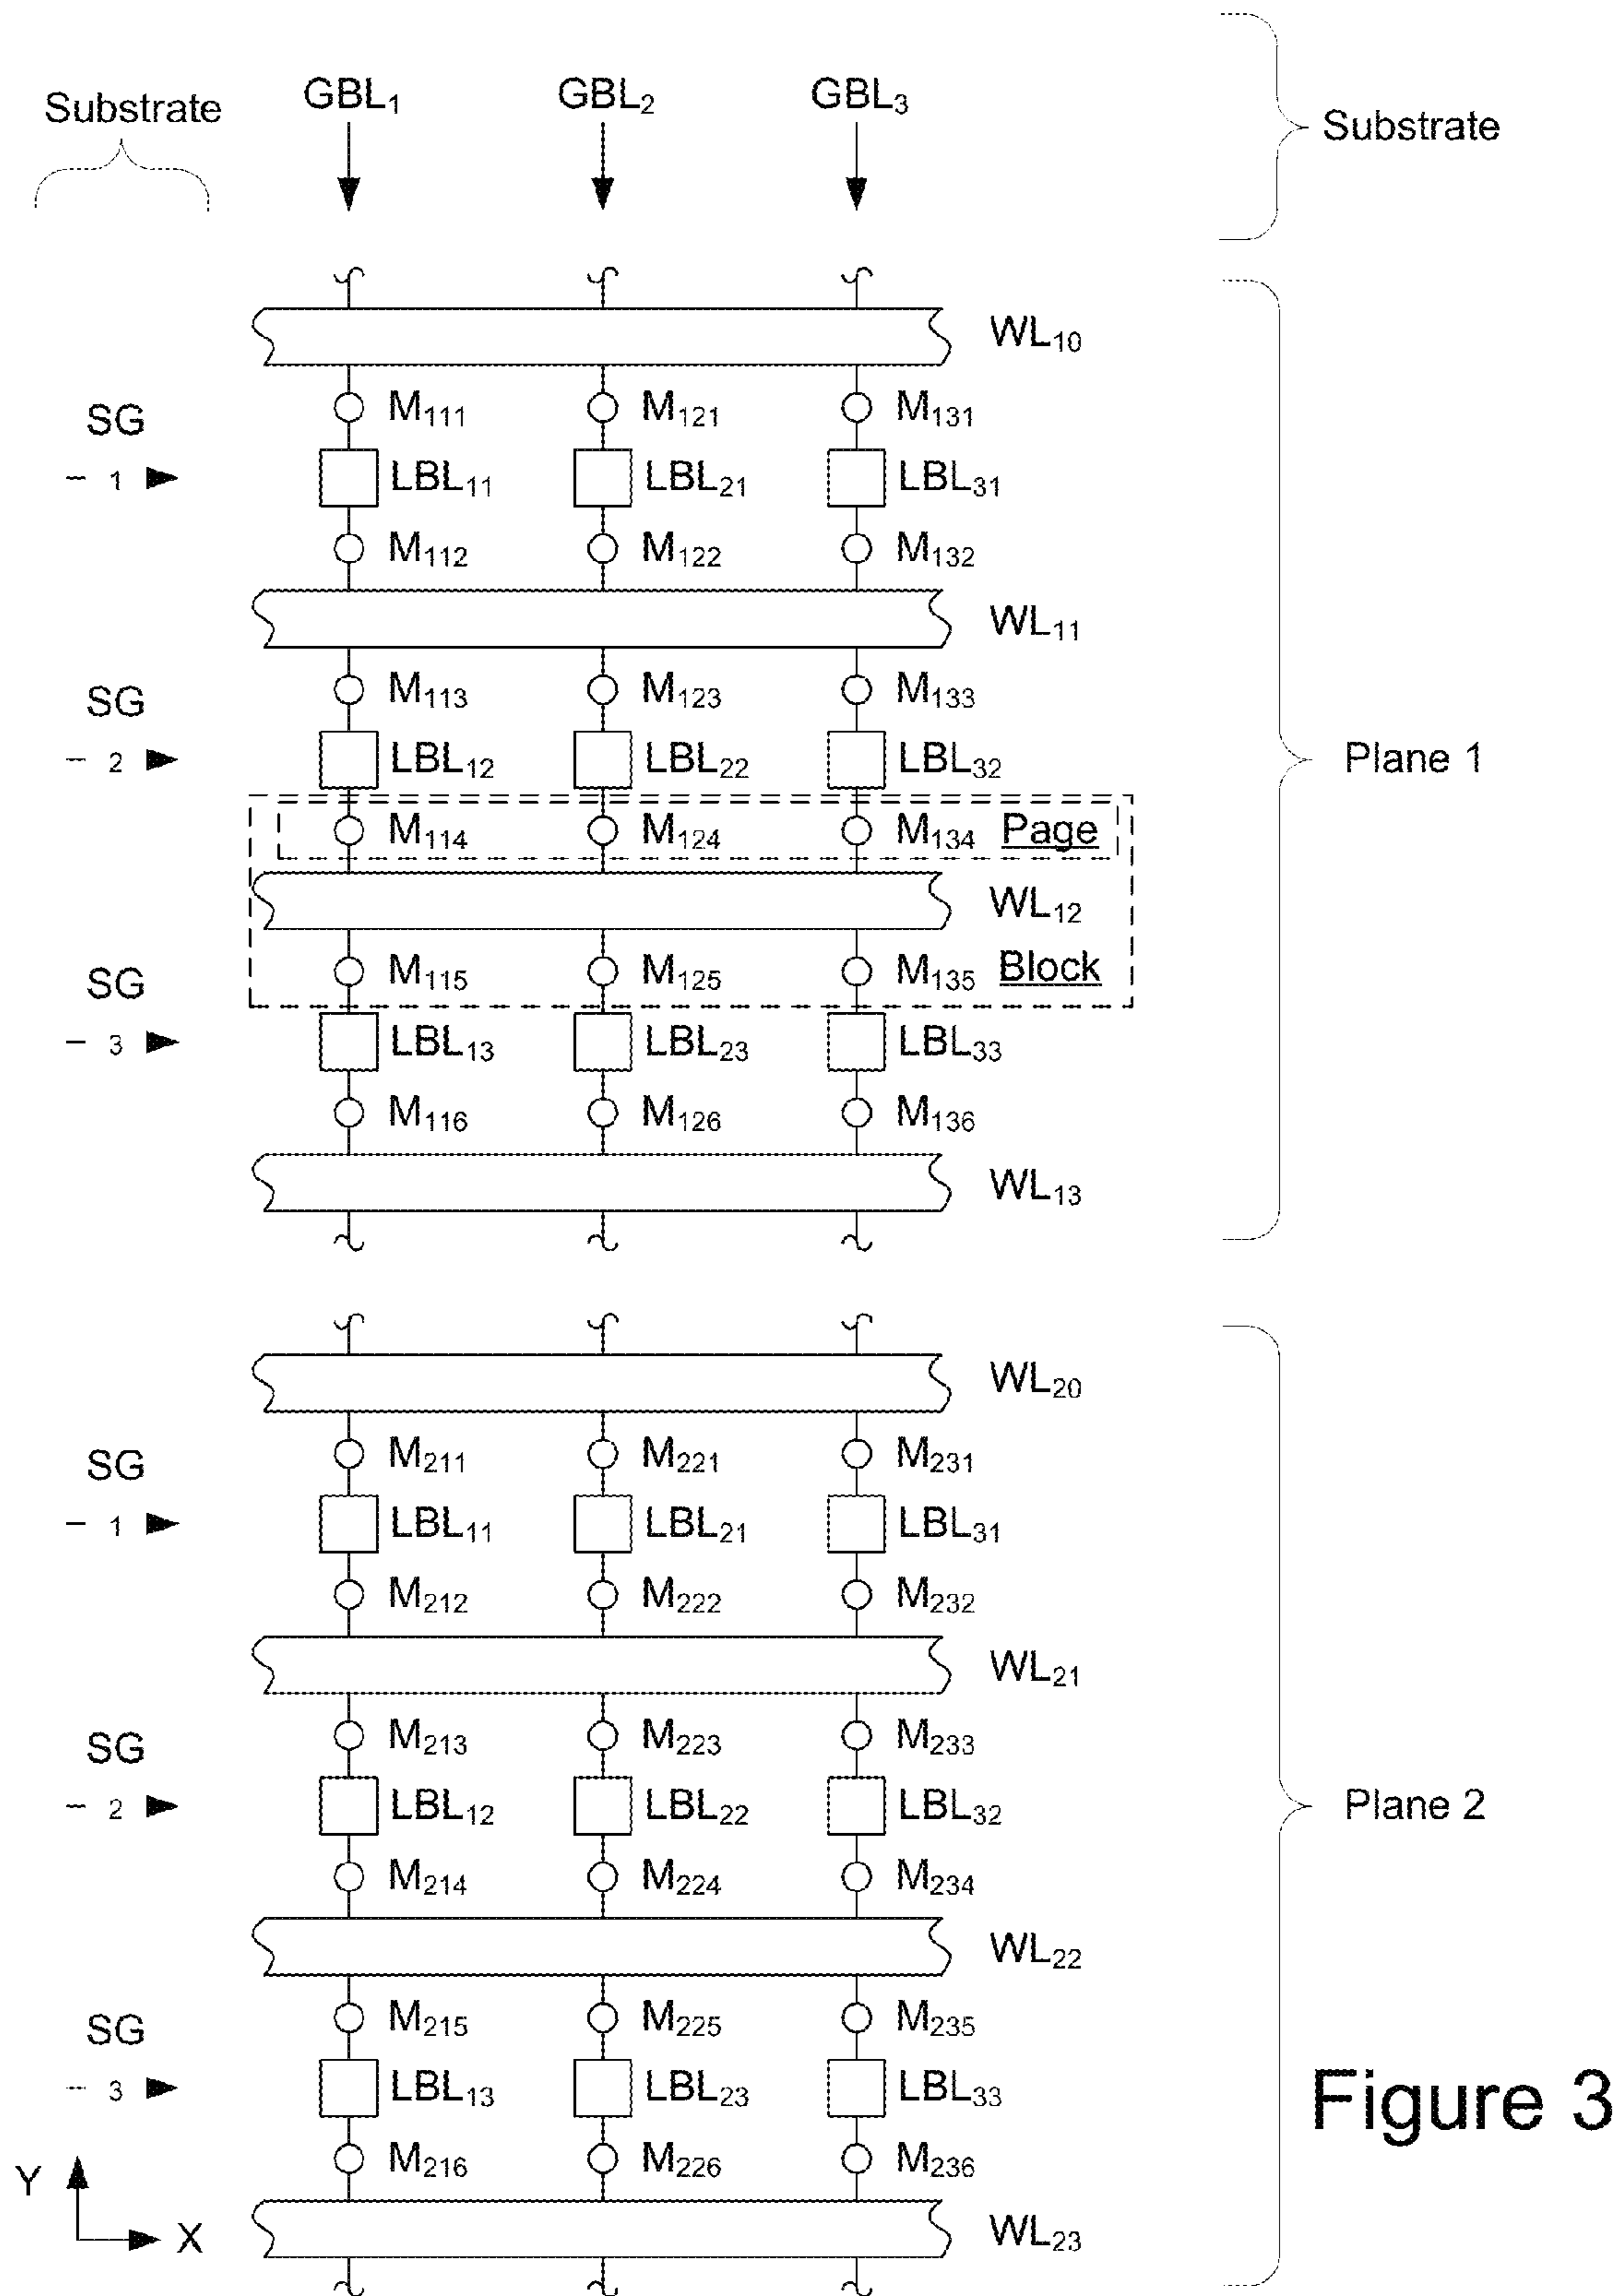 Substrate GBL₁ GBL₂ GBL₃ Substrate
WL₁₀
SG M₁₁₁ M₁₂₁ M₁₃₁
1 LBL₁₁ LBL₂₁ LBL₃₁
M₁₁₂ M₁₂₂ M₁₃₂
WL₁₁
SG M₁₁₃ M₁₂₃ M₁₃₃
2 LBL₁₂ LBL₂₂ LBL₃₂ Plane 1
M₁₁₄ M₁₂₄ M₁₃₄ Page
WL₁₂
SG M₁₁₅ M₁₂₅ M₁₃₅ Block
3 LBL₁₃ LBL₂₃ LBL₃₃
M₁₁₆ M₁₂₆ M₁₃₆
WL₁₃
WL₂₀
SG M₂₁₁ M₂₂₁ M₂₃₁
1 LBL₁₁ LBL₂₁ LBL₃₁
M₂₁₂ M₂₂₂ M₂₃₂
WL₂₁
SG M₂₁₃ M₂₂₃ M₂₃₃
2 LBL₁₂ LBL₂₂ LBL₃₂ Plane 2
M₂₁₄ M₂₂₄ M₂₃₄
WL₂₂
SG M₂₁₅ M₂₂₅ M₂₃₅
3 LBL₁₃ LBL₂₃ LBL₃₃ Figure 3
Y M₂₁₆ M₂₂₆ M₂₃₆
X WL₂₃